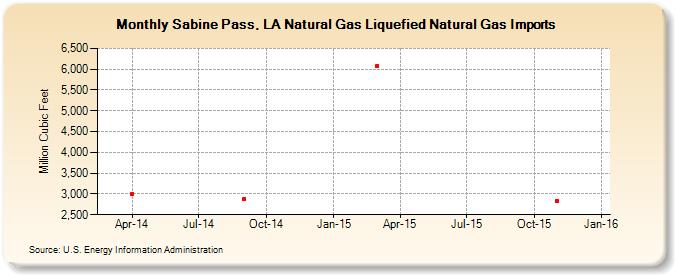 Monthly Sabine Pass, LA Natural Gas Liquefied Natural Gas Imports
Million Cubic Feet
6,500
6,000
5,500
5,000
4,500
4,000
3,500
3,000
2,500
Apr-14 Jul-14 Oct-14 Jan-15 Apr-15 Jul-15 Oct-15 Jan-16
Source: U.S. Energy Information Administration